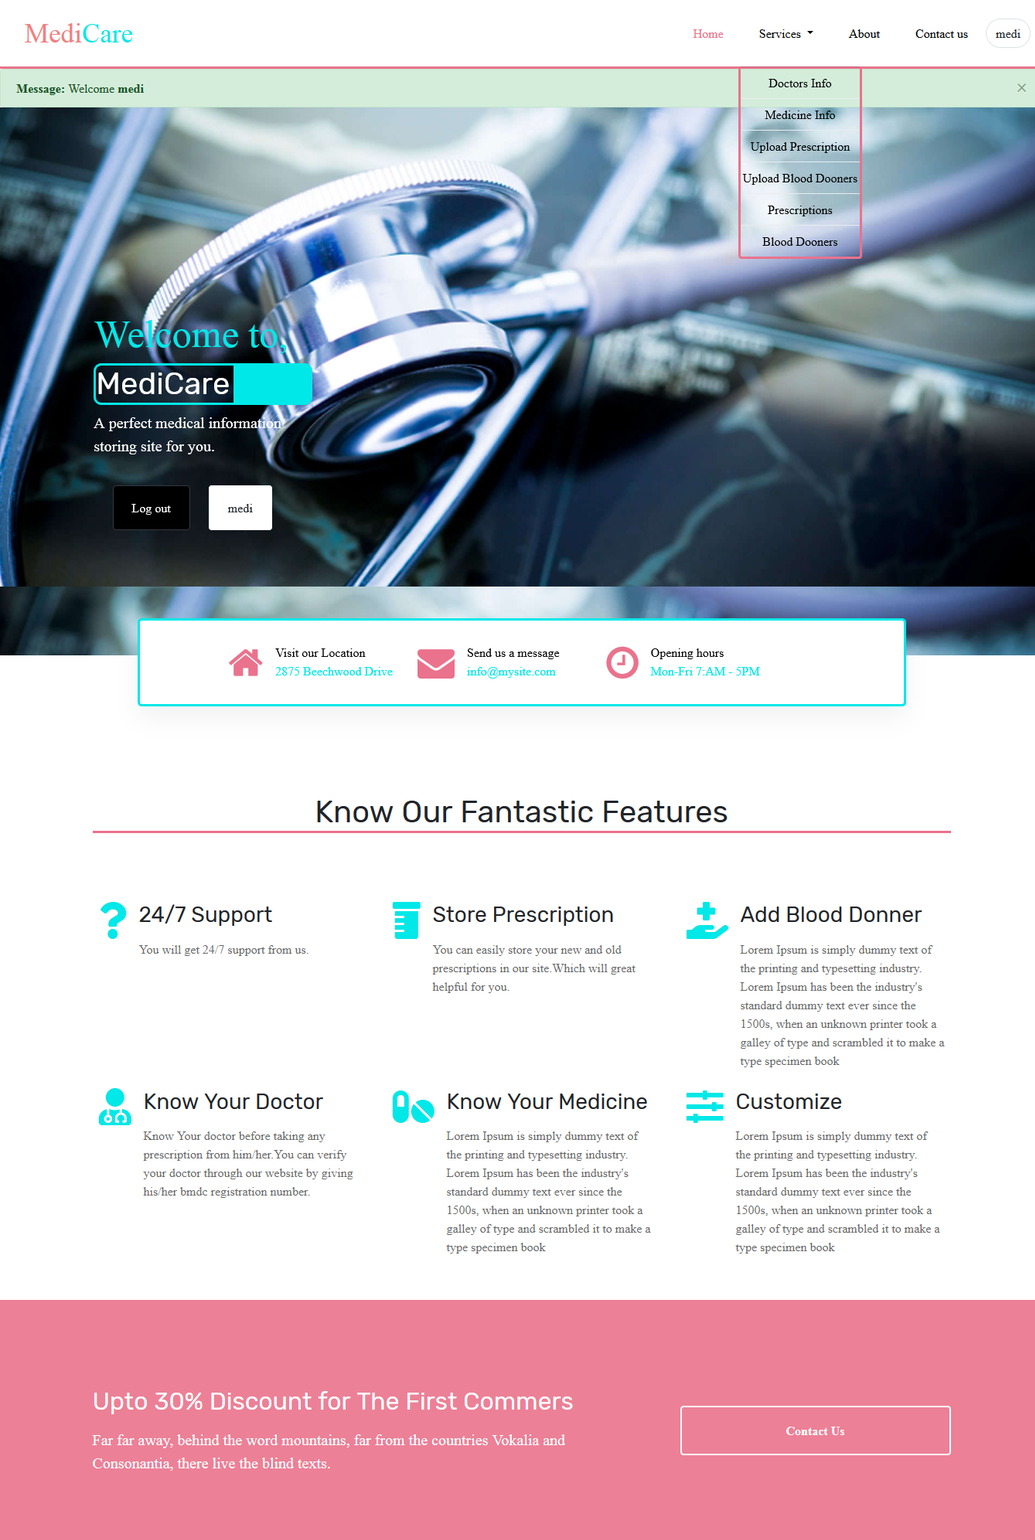 MediCare
Home
Services
About
Contact us
medi
Message: Welcome medi
×
Doctors Info
Medicine Info
Upload Prescription
Upload Blood Dooners
Prescriptions
Blood Dooners
Welcome to,
MediCare
A perfect medical information
storing site for you.
Log out
medi
Visit our Location
2875 Beechwood Drive
Send us a message
info@mysite.com
Opening hours
Mon-Fri 7:AM - 5PM
Know Our Fantastic Features
24/7 Support
You will get 24/7 support from us.
Store Prescription
You can easily store your new and old
prescriptions in our site.Which will great
helpful for you.
Add Blood Donner
Lorem Ipsum is simply dummy text of
the printing and typesetting industry.
Lorem Ipsum has been the industry's
standard dummy text ever since the
1500s, when an unknown printer took a
galley of type and scrambled it to make a
type specimen book
Know Your Doctor
Know Your doctor before taking any
prescription from him/her.You can verify
your doctor through our website by giving
his/her bmdc registration number.
Know Your Medicine
Lorem Ipsum is simply dummy text of
the printing and typesetting industry.
Lorem Ipsum has been the industry's
standard dummy text ever since the
1500s, when an unknown printer took a
galley of type and scrambled it to make a
type specimen book
Customize
Lorem Ipsum is simply dummy text of
the printing and typesetting industry.
Lorem Ipsum has been the industry's
standard dummy text ever since the
1500s, when an unknown printer took a
galley of type and scrambled it to make a
type specimen book
Upto 30% Discount for The First Commers
Far far away, behind the word mountains, far from the countries Vokalia and
Consonantia, there live the blind texts.
Contact Us